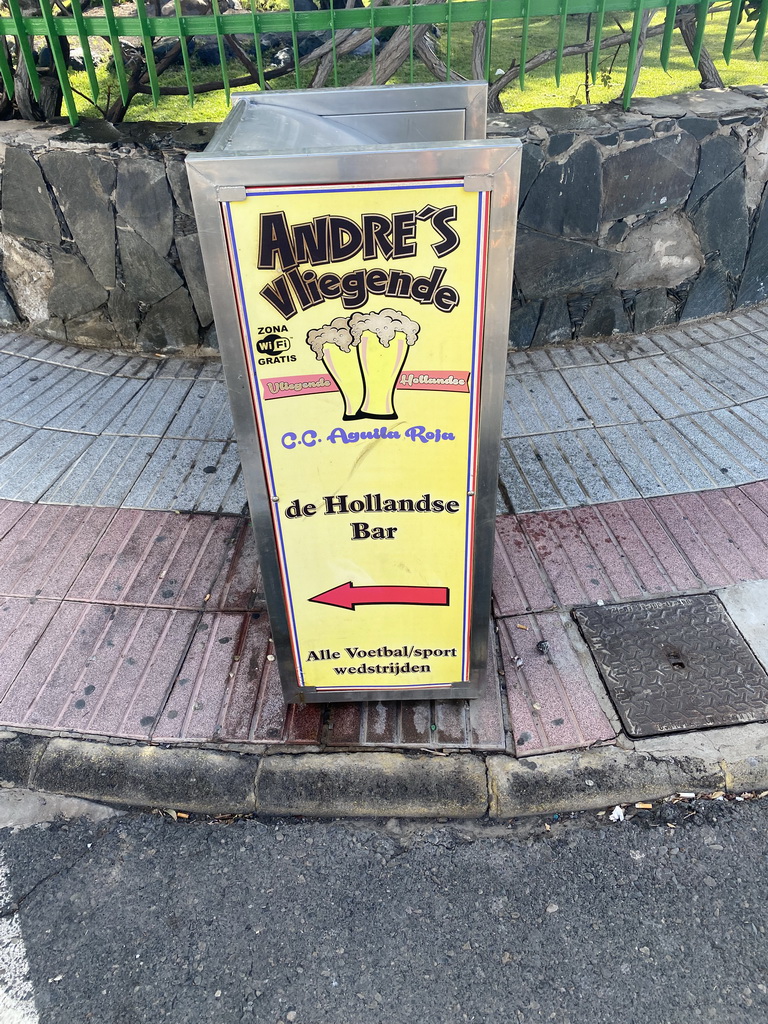 ANDRE´S
Vliegende
ZONA
Wi Fi
GRATIS
Vliegende Hollandse
C.C. Aguila Roja
de Hollandse
Bar
Alle Voetbal/sport
wedstrijden